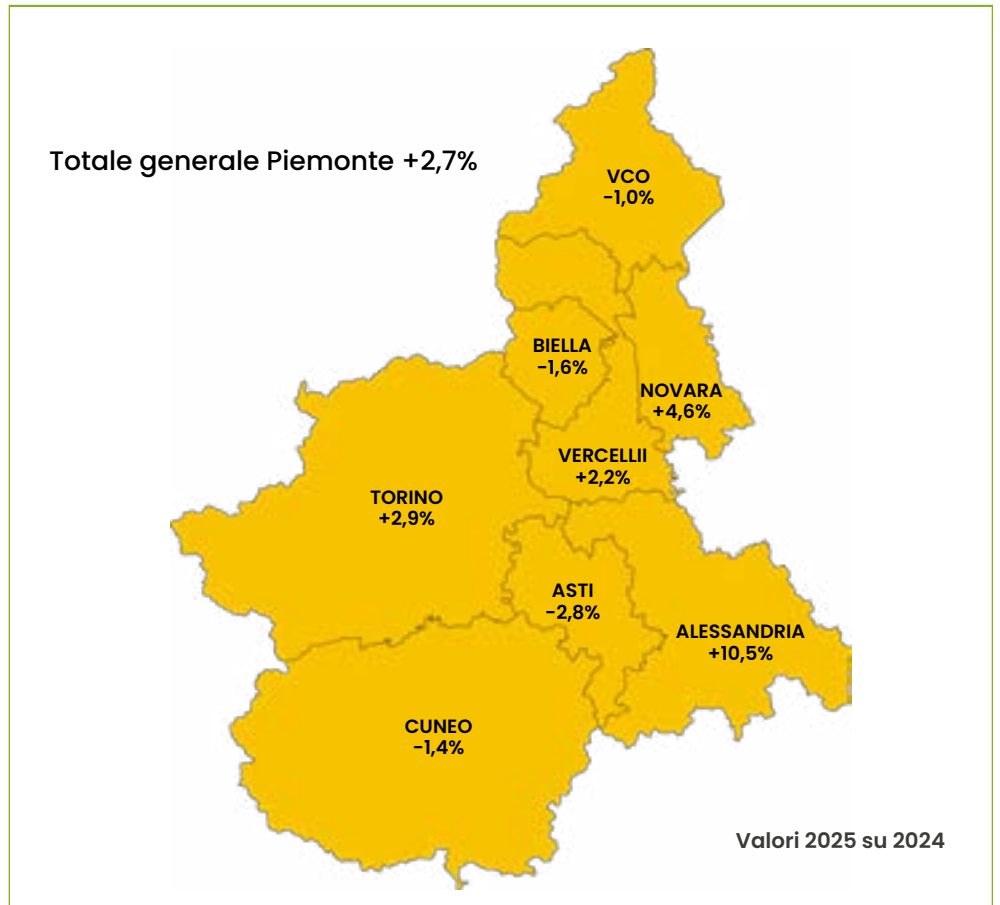 Totale generale Piemonte +2,7%
VCO
-1,0%
BIELLA
-1,6%
NOVARA
+4,6%
VERCELLII
+2,2%
TORINO
+2,9%
ASTI
-2,8%
ALESSANDRIA
+10,5%
CUNEO
-1,4%
Valori 2025 su 2024